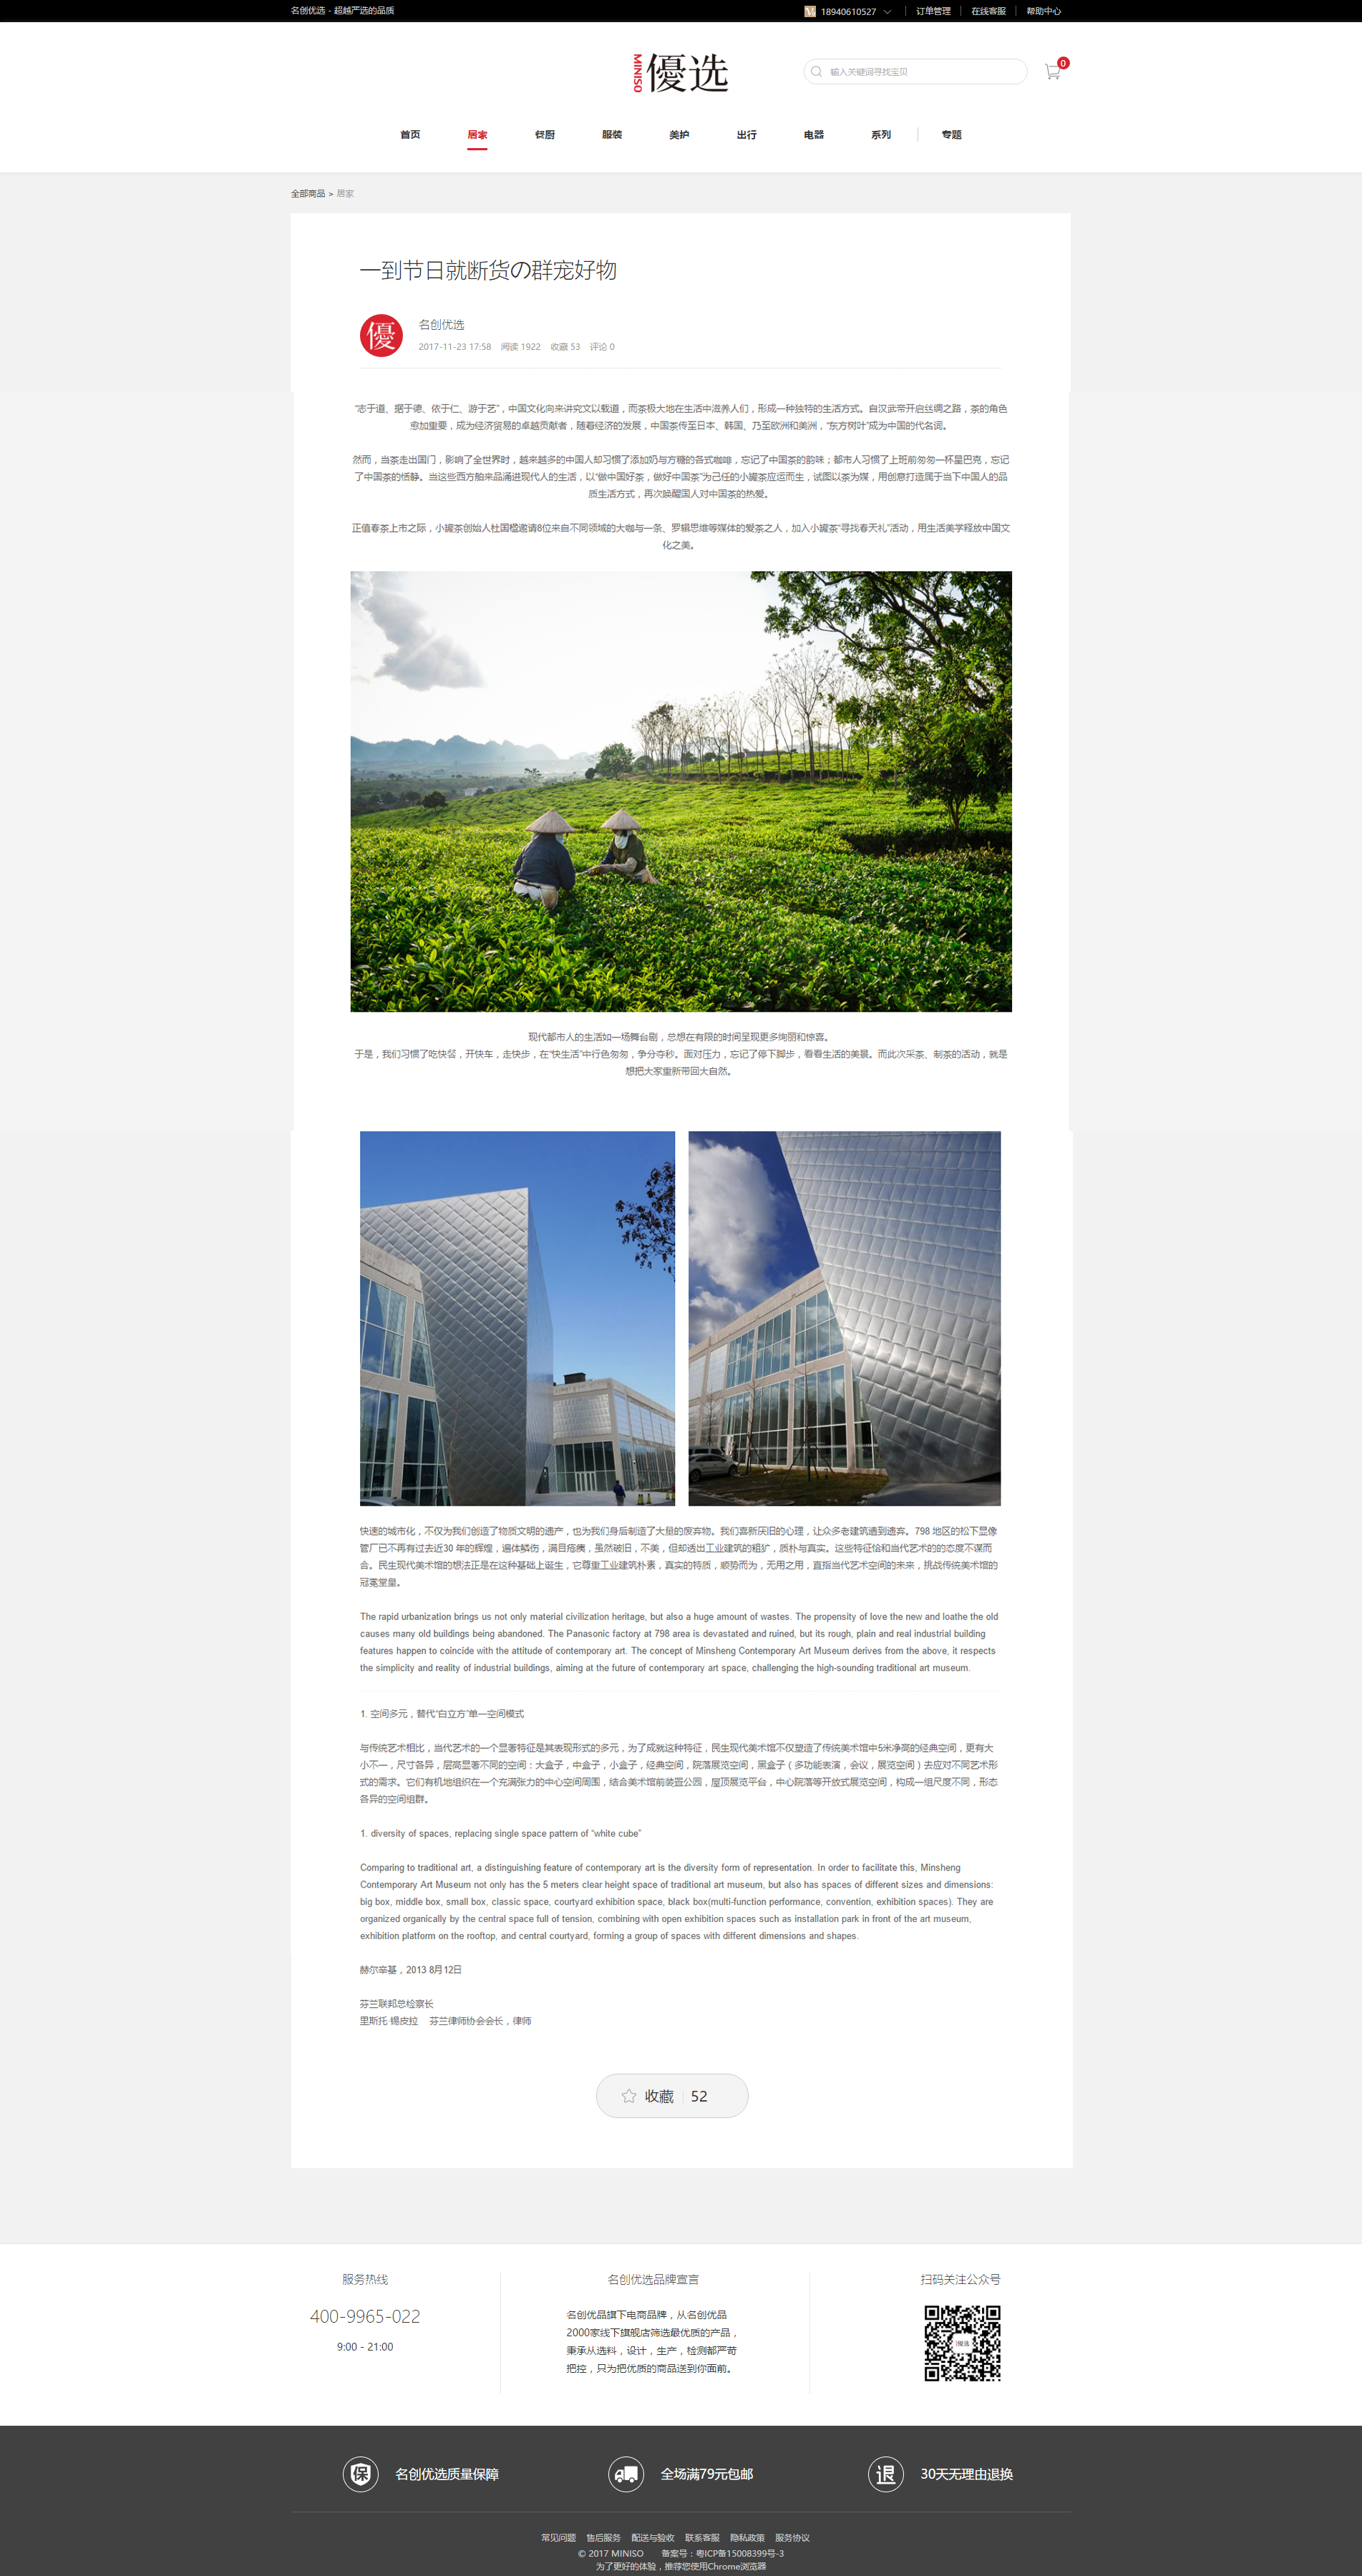 名创优选 - 超越严选的品质
18940610527 订单管理 在线客服 帮助中心
MINISO 優选
输入关键词寻找宝贝
0
首页 居家 餐厨 服装 美护 出行 电器 系列 专题
全部商品 > 居家
一到节日就断货の群宠好物
優
名创优选
2017-11-23 17:58 阅读 1922 收藏 53 评论 0
“志于道、据于德、依于仁、游于艺”，中国文化向来讲究文以载道，而茶极大地在生活中滋养人们，形成一种独特的生活方式。自汉武帝开启丝绸之路，茶的角色
愈加重要，成为经济贸易的卓越贡献者，随着经济的发展，中国茶传至日本、韩国、乃至欧洲和美洲，“东方树叶”成为中国的代名词。
然而，当茶走出国门，影响了全世界时，越来越多的中国人却习惯了添加奶与方糖的各式咖啡，忘记了中国茶的韵味；都市人习惯了上班前匆匆一杯星巴克，忘记
了中国茶的恬静。当这些西方舶来品涌进现代人的生活，以“做中国好茶，做好中国茶”为己任的小罐茶应运而生，试图以茶为媒，用创意打造属于当下中国人的品
质生活方式，再次唤醒国人对中国茶的热爱。
正值春茶上市之际，小罐茶创始人杜国楹邀请8位来自不同领域的大咖与一条、罗辑思维等媒体的爱茶之人，加入小罐茶“寻找春天礼”活动，用生活美学释放中国文
化之美。
现代都市人的生活如一场舞台剧，总想在有限的时间呈现更多绚丽和惊喜。
于是，我们习惯了吃快餐，开快车，走快步，在“快生活”中行色匆匆，争分夺秒。面对压力，忘记了停下脚步，看看生活的美景。而此次采茶、制茶的活动，就是
想把大家重新带回大自然。
快速的城市化，不仅为我们创造了物质文明的遗产，也为我们身后制造了大量的废弃物。我们喜新厌旧的心理，让众多老建筑遭到遗弃。798 地区的松下显像
管厂已不再有过去近30 年的辉煌，遍体鳞伤，满目疮痍，虽然破旧，不美，但却透出工业建筑的粗犷，质朴与真实。这些特征恰和当代艺术的的态度不谋而
合。民生现代美术馆的想法正是在这种基础上诞生，它尊重工业建筑朴素，真实的特质，顺势而为，无用之用，直指当代艺术空间的未来，挑战传统美术馆的
冠冕堂皇。
The rapid urbanization brings us not only material civilization heritage, but also a huge amount of wastes. The propensity of love the new and loathe the old
causes many old buildings being abandoned. The Panasonic factory at 798 area is devastated and ruined, but its rough, plain and real industrial building
features happen to coincide with the attitude of contemporary art. The concept of Minsheng Contemporary Art Museum derives from the above, it respects
the simplicity and reality of industrial buildings, aiming at the future of contemporary art space, challenging the high-sounding traditional art museum.
1. 空间多元，替代“白立方”单一空间模式
与传统艺术相比，当代艺术的一个显著特征是其表现形式的多元，为了成就这种特征，民生现代美术馆不仅塑造了传统美术馆中5米净高的经典空间，更有大
小不一，尺寸各异，层高显著不同的空间：大盒子，中盒子，小盒子，经典空间，院落展览空间，黑盒子（多功能表演，会议，展览空间）去应对不同艺术形
式的需求。它们有机地组织在一个充满张力的中心空间周围，结合美术馆前装置公园，屋顶展览平台，中心院落等开放式展览空间，构成一组尺度不同，形态
各异的空间组群。
1. diversity of spaces, replacing single space pattern of “white cube”
Comparing to traditional art, a distinguishing feature of contemporary art is the diversity form of representation. In order to facilitate this, Minsheng
Contemporary Art Museum not only has the 5 meters clear height space of traditional art museum, but also has spaces of different sizes and dimensions:
big box, middle box, small box, classic space, courtyard exhibition space, black box(multi-function performance, convention, exhibition spaces). They are
organized organically by the central space full of tension, combining with open exhibition spaces such as installation park in front of the art museum,
exhibition platform on the rooftop, and central courtyard, forming a group of spaces with different dimensions and shapes.
赫尔辛基，2013 8月12日
芬兰联邦总检察长
里斯托·锡皮拉 芬兰律师协会会长，律师
收藏 52
服务热线
400-9965-022
9:00 - 21:00
名创优选品牌宣言
名创优品旗下电商品牌，从名创优品
2000家线下旗舰店筛选最优质的产品，
秉承从选料，设计，生产，检测都严苛
把控，只为把优质的商品送到你面前。
扫码关注公众号
優选
保 名创优选质量保障
全场满79元包邮
退 30天无理由退换
常见问题 售后服务 配送与验收 联系客服 隐私政策 服务协议
© 2017 MINISO 备案号：粤ICP备15008399号-3
为了更好的体验，推荐您使用Chrome浏览器